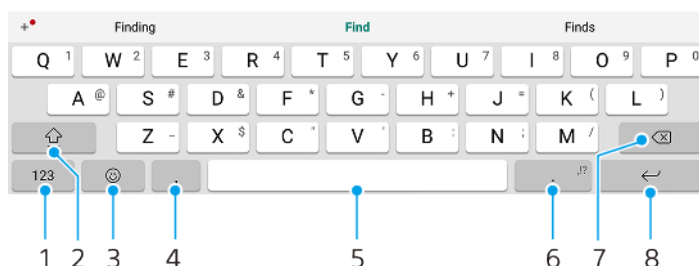 Finding Find Finds
Q 1 W 2 E 3 R 4 T 5 Y 6 U 7 I 8 O 9 P 0
A @ S # D & F * G - H + J = K ( L )
Z _ X $ C " V ' B : N ; M /
123 , . ,!?
1 2 3 4 5 6 7 8